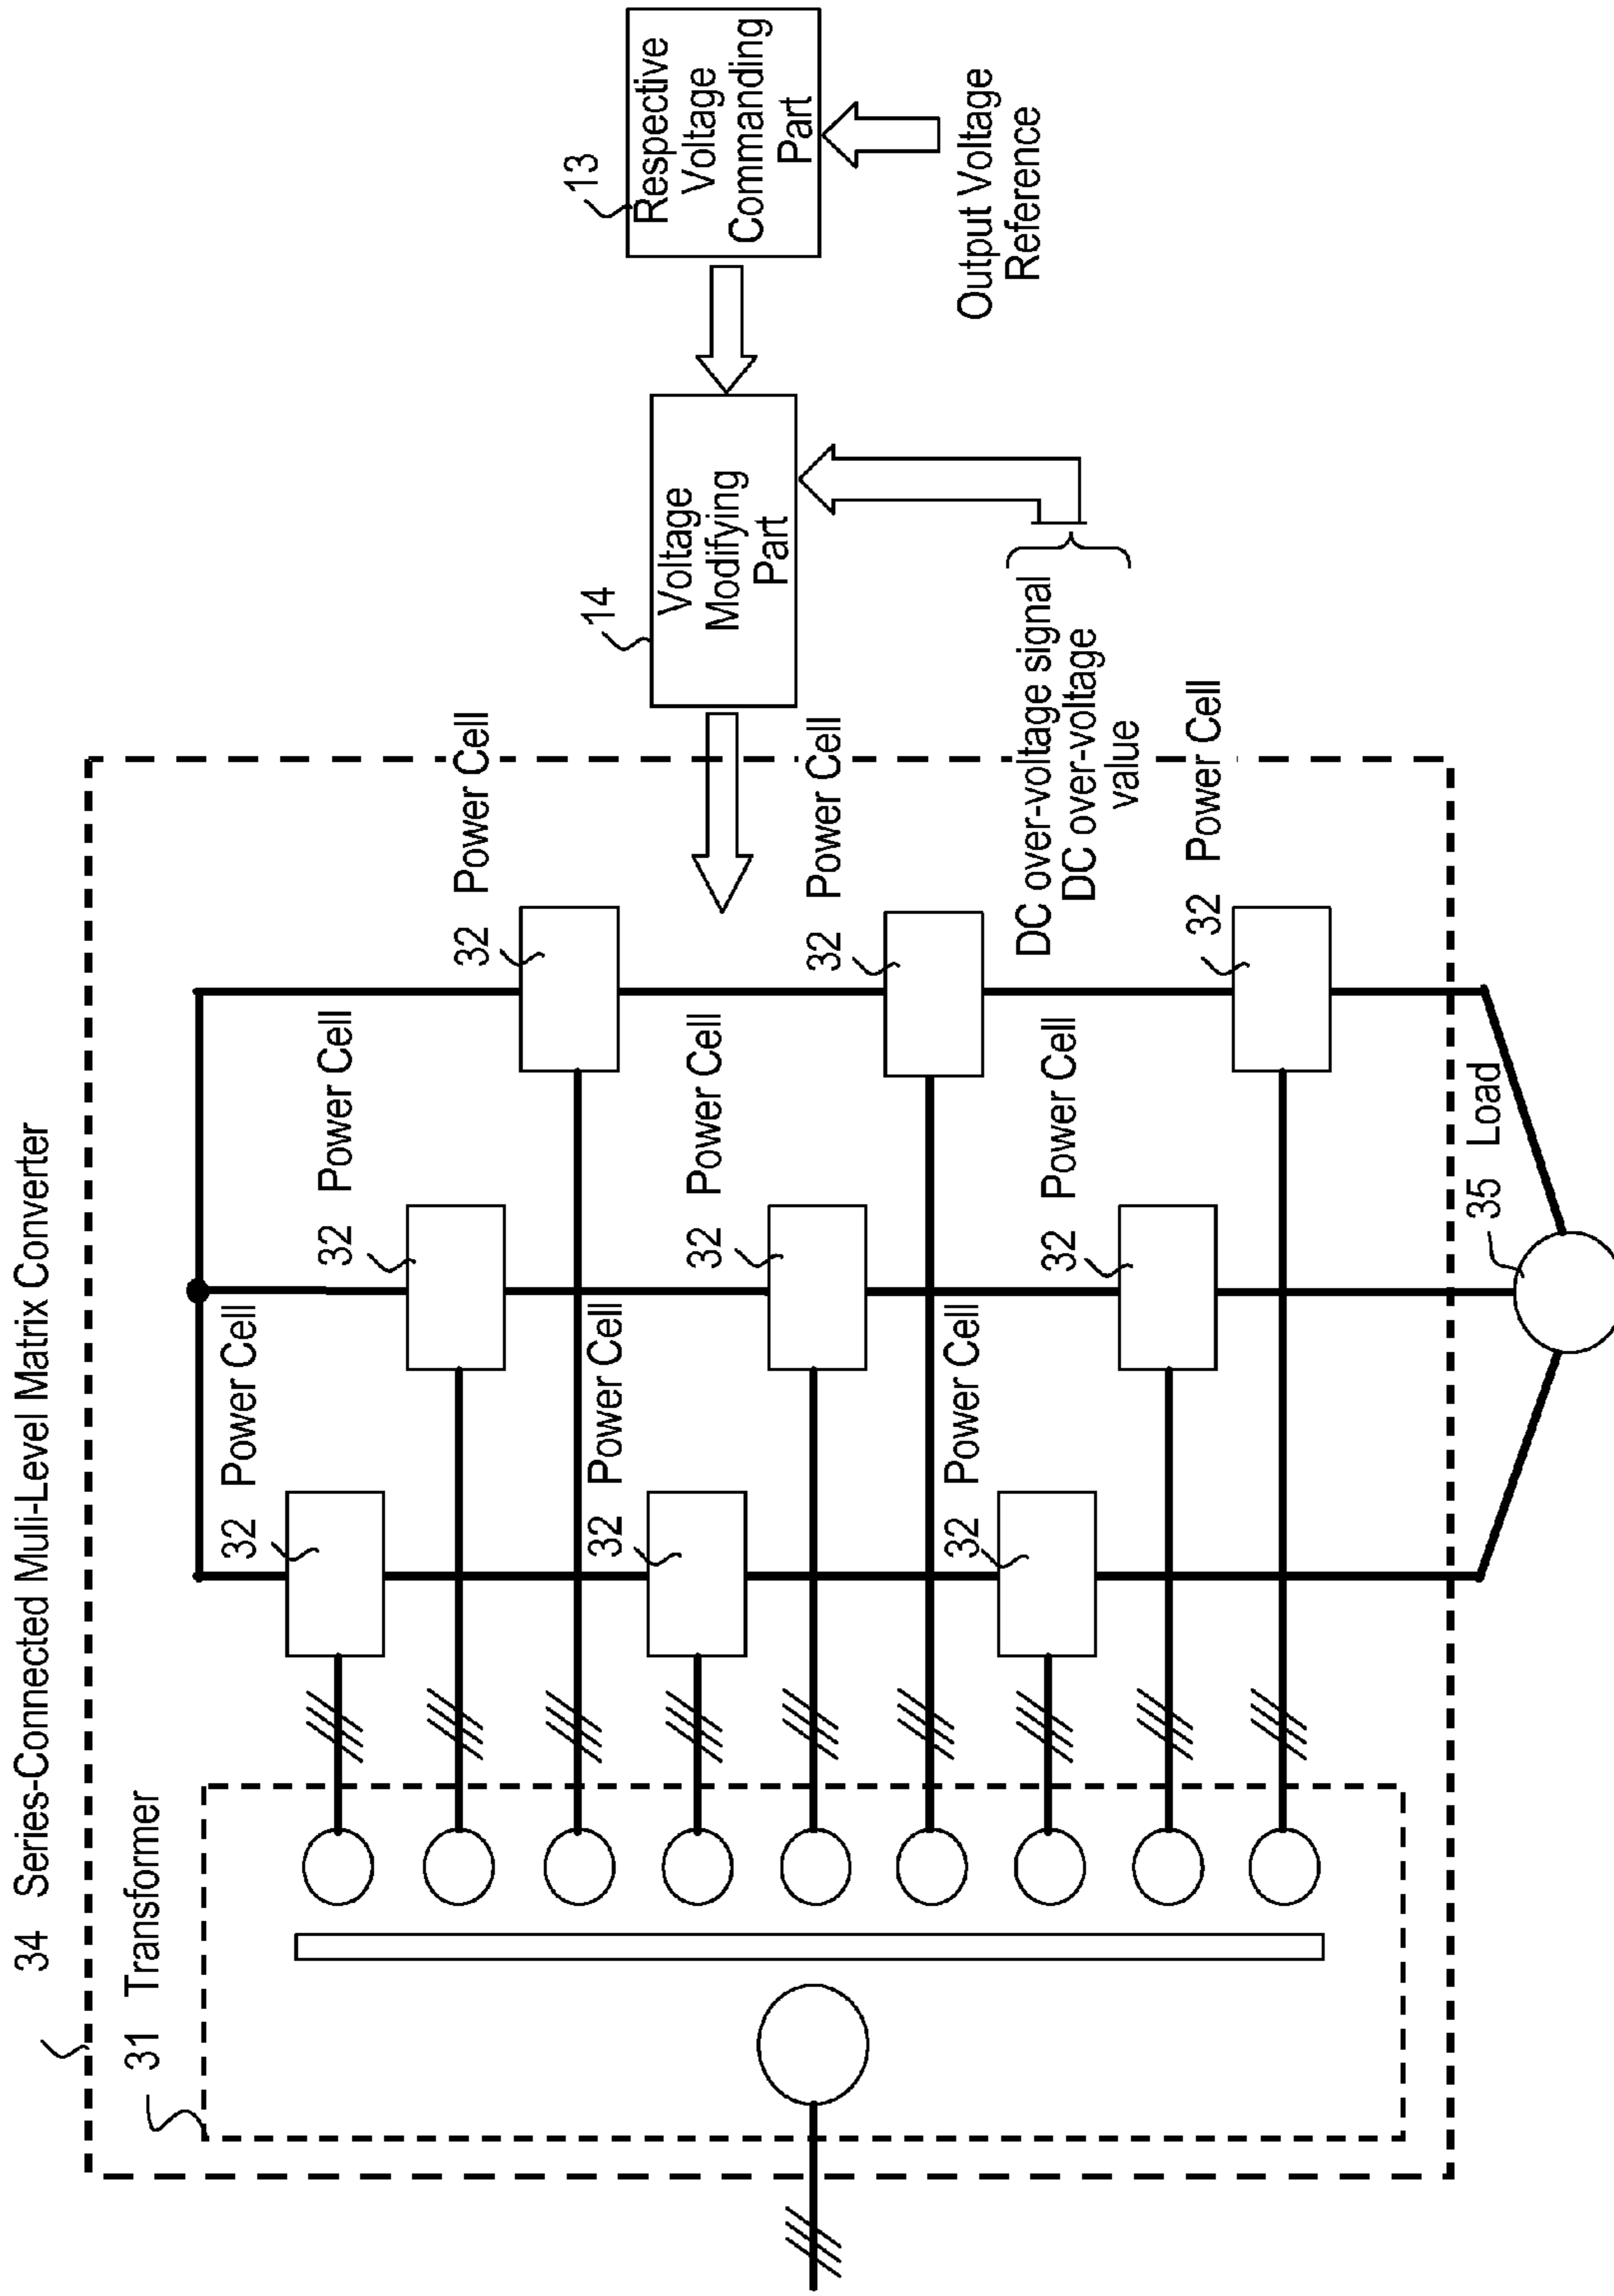 34 Series-Connected Muli-Level Matrix Converter
31 Transformer
32 Power Cell
32 Power Cell
32 Power Cell
32 Power Cell
32 Power Cell
32 Power Cell
32 Power Cell
32 Power Cell
32 Power Cell
35 Load
14
Voltage
Modifying
Part
13
Respective
Voltage
Commanding
Part
Output Voltage
Reference
DC over-voltage signal
DC over-voltage
value